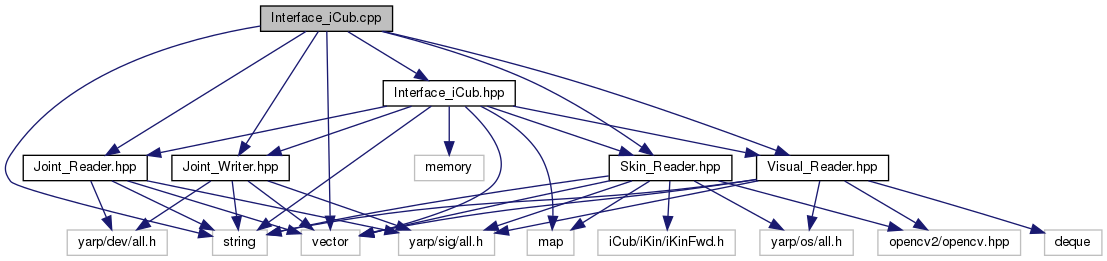 Interface_iCub.cpp
Interface_iCub.hpp
Joint_Reader.hpp
Joint_Writer.hpp
memory
Skin_Reader.hpp
Visual_Reader.hpp
yarp/dev/all.h
string
vector
yarp/sig/all.h
map
iCub/iKin/iKinFwd.h
yarp/os/all.h
opencv2/opencv.hpp
deque